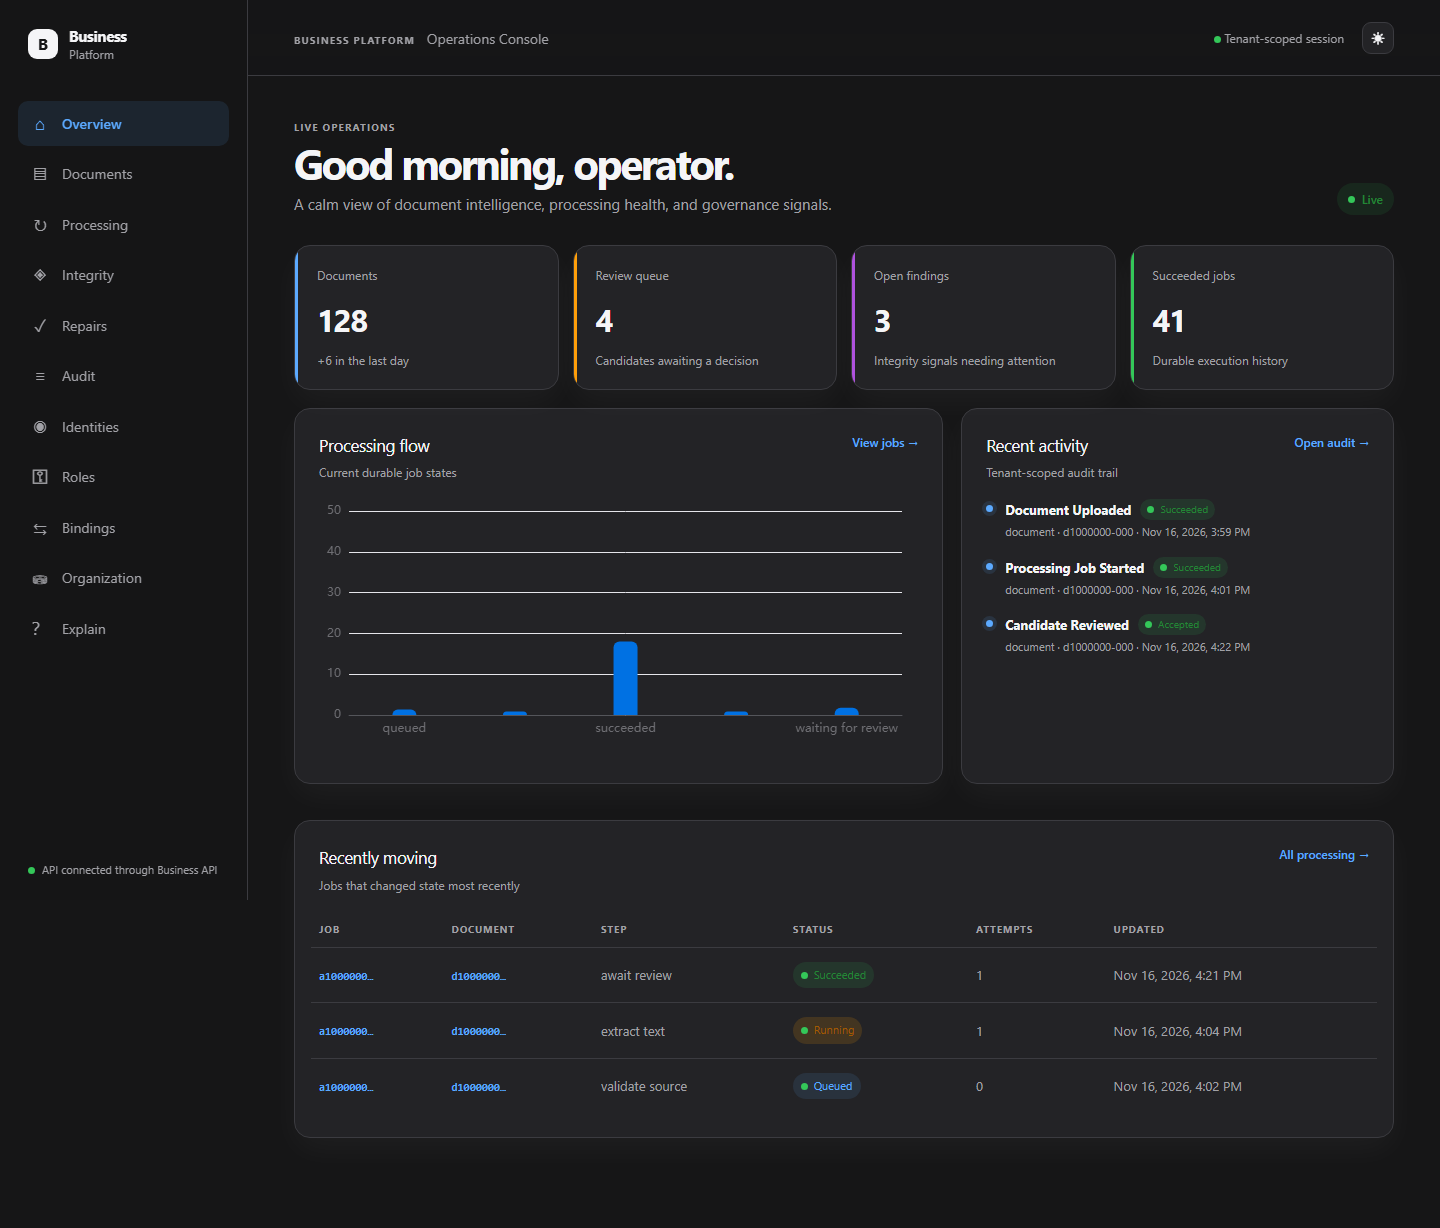 B
Business
Platform
Overview
Documents
Processing
Integrity
Repairs
Audit
Identities
Roles
Bindings
Organization
? Explain
API connected through Business API
BUSINESS PLATFORM Operations Console
Tenant-scoped session
LIVE OPERATIONS
Good morning, operator.
A calm view of document intelligence, processing health, and governance signals.
Live
Documents
128
+6 in the last day
Review queue
4
Candidates awaiting a decision
Open findings
3
Integrity signals needing attention
Succeeded jobs
41
Durable execution history
Processing flow
View jobs →
Current durable job states
50
40
30
20
10
0
queued succeeded waiting for review
Recent activity
Open audit →
Tenant-scoped audit trail
Document Uploaded Succeeded
document · d1000000-000 · Nov 16, 2026, 3:59 PM
Processing Job Started Succeeded
document · d1000000-000 · Nov 16, 2026, 4:01 PM
Candidate Reviewed Accepted
document · d1000000-000 · Nov 16, 2026, 4:22 PM
Recently moving
All processing →
Jobs that changed state most recently
JOB DOCUMENT STEP STATUS ATTEMPTS UPDATED
a1000000… d1000000… await review Succeeded 1 Nov 16, 2026, 4:21 PM
a1000000… d1000000… extract text Running 1 Nov 16, 2026, 4:04 PM
a1000000… d1000000… validate source Queued 0 Nov 16, 2026, 4:02 PM